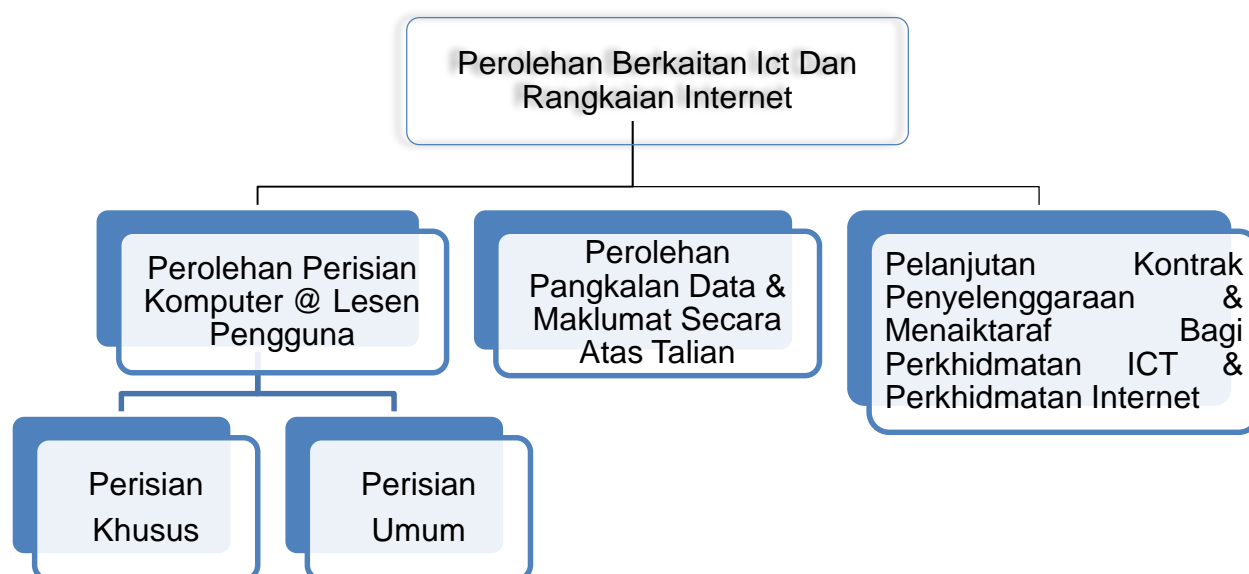 Perolehan Berkaitan Ict Dan
Rangkaian Internet
Perolehan Perisian
Komputer @ Lesen
Pengguna
Perolehan
Pangkalan Data &
Maklumat Secara
Atas Talian
Pelanjutan Kontrak
Penyelenggaraan &
Menaiktaraf Bagi
Perkhidmatan ICT &
Perkhidmatan Internet
Perisian
Khusus
Perisian
Umum